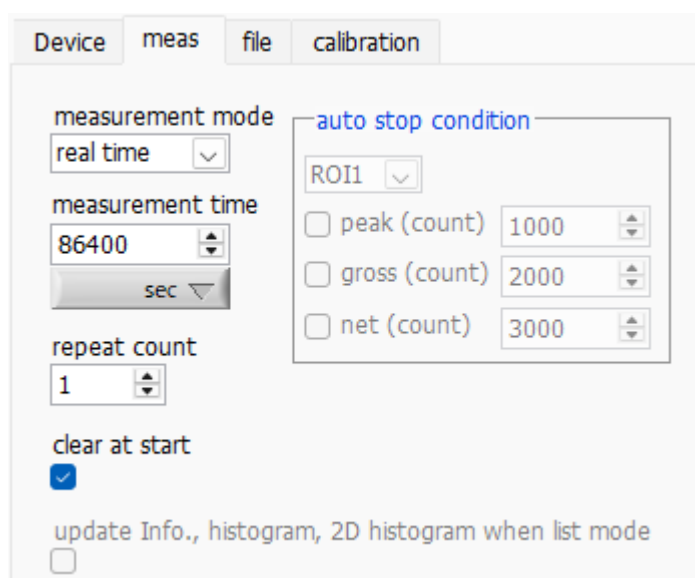 Device meas file calibration
measurement mode
real time
measurement time
86400
sec
repeat count
1
clear at start
auto stop condition
ROI1
peak (count) 1000
gross (count) 2000
net (count) 3000
update Info., histogram, 2D histogram when list mode